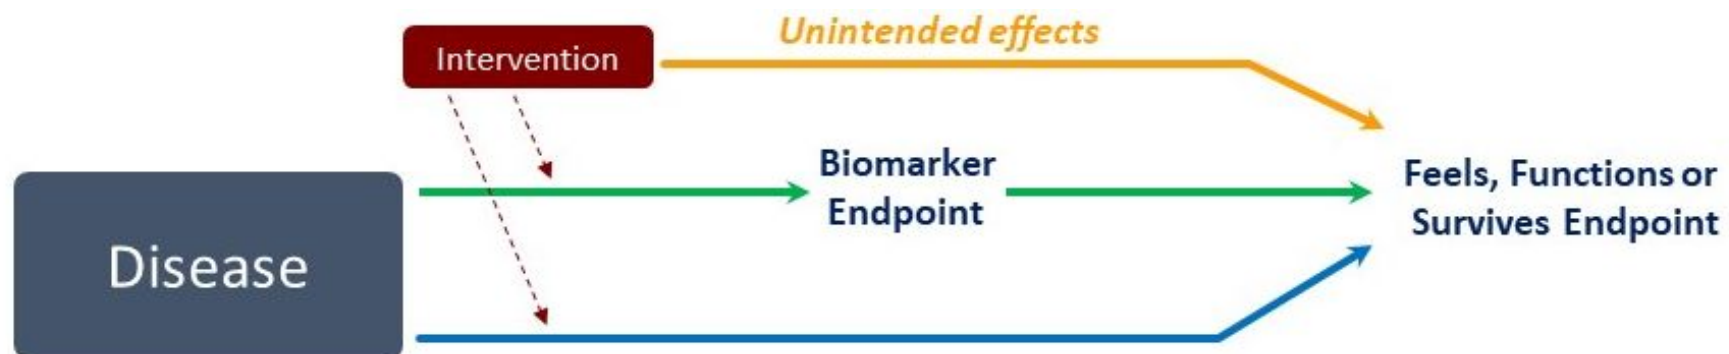 Unintended effects
Intervention
Biomarker
Endpoint
Feels, Functions or
Survives Endpoint
Disease